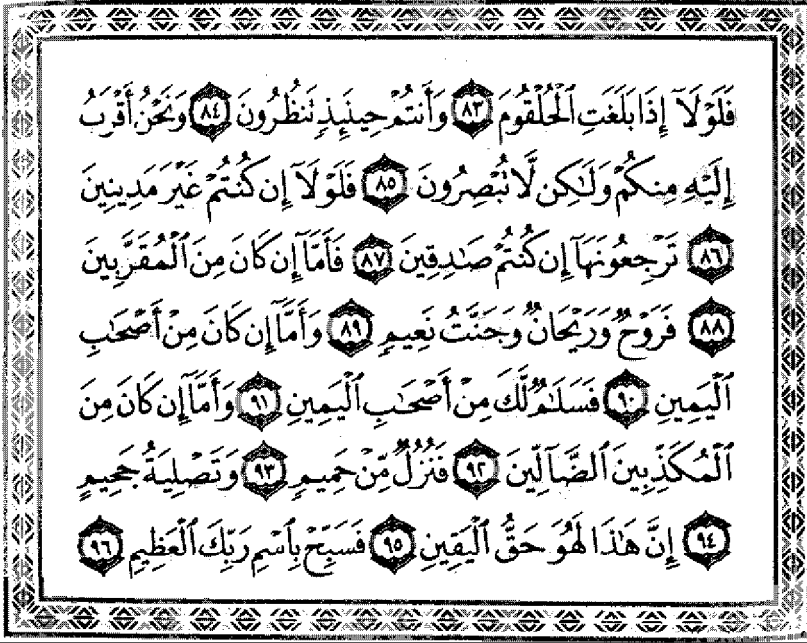 فَلَوْلَآ إِذَا بَلَغَتِ ٱلْحُلْقُومَ ٨٣ وَأَنتُمْ حِينَئِذٍ تَنظُرُونَ ٨٤ وَنَحْنُ أَقْرَبُ
إِلَيْهِ مِنكُمْ وَلَٰكِن لَّا تُبْصِرُونَ ٨٥ فَلَوْلَآ إِن كُنتُمْ غَيْرَ مَدِينِينَ
٨٦ تَرْجِعُونَهَآ إِن كُنتُمْ صَٰدِقِينَ ٨٧ فَأَمَّآ إِن كَانَ مِنَ ٱلْمُقَرَّبِينَ
٨٨ فَرَوْحٌ وَرَيْحَانٌ وَجَنَّتُ نَعِيمٍ ٨٩ وَأَمَّآ إِن كَانَ مِنْ أَصْحَٰبِ
ٱلْيَمِينِ ٩٠ فَسَلَٰمٌ لَّكَ مِنْ أَصْحَٰبِ ٱلْيَمِينِ ٩١ وَأَمَّآ إِن كَانَ مِنَ
ٱلْمُكَذِّبِينَ ٱلضَّآلِّينَ ٩٢ فَنُزُلٌ مِّنْ حَمِيمٍ ٩٣ وَتَصْلِيَةُ جَحِيمٍ
٩٤ إِنَّ هَٰذَا لَهُوَ حَقُّ ٱلْيَقِينِ ٩٥ فَسَبِّحْ بِٱسْمِ رَبِّكَ ٱلْعَظِيمِ ٩٦